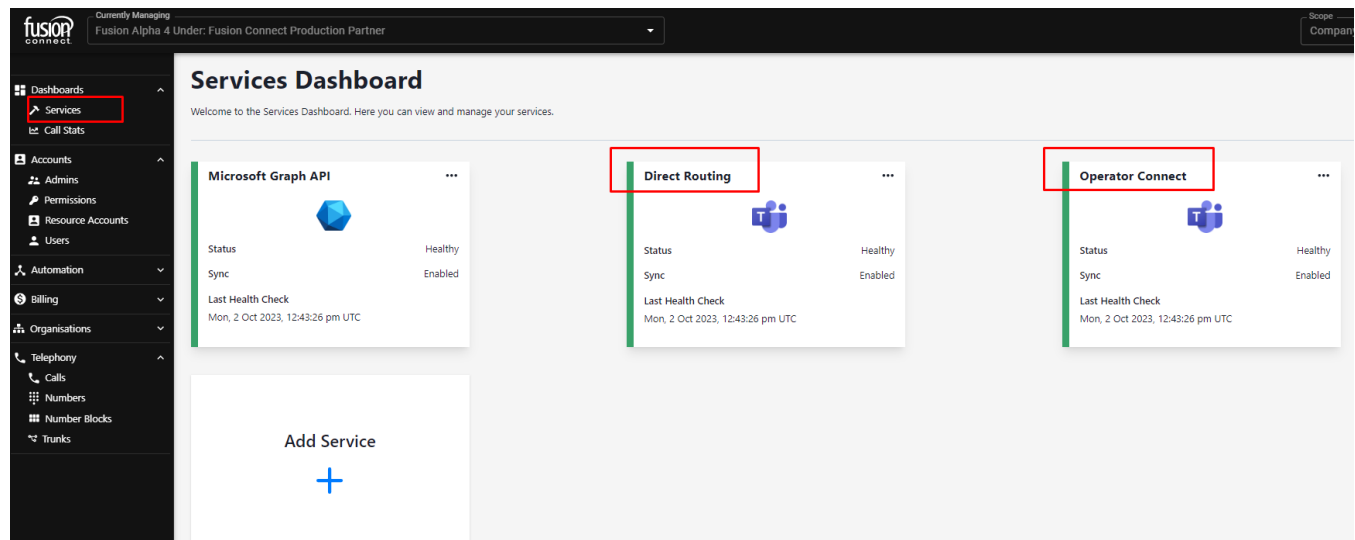 fusion
connect.
Currently Managing
Fusion Alpha 4 Under: Fusion Connect Production Partner
Scope
Company
Dashboards
Services
Call Stats
Accounts
Admins
Permissions
Resource Accounts
Users
Automation
Billing
Organisations
Telephony
Calls
Numbers
Number Blocks
Trunks
Services Dashboard
Welcome to the Services Dashboard. Here you can view and manage your services.
Microsoft Graph API
Status Healthy
Sync Enabled
Last Health Check
Mon, 2 Oct 2023, 12:43:26 pm UTC
Direct Routing
T
Status Healthy
Sync Enabled
Last Health Check
Mon, 2 Oct 2023, 12:43:26 pm UTC
Operator Connect
T
Status Healthy
Sync Enabled
Last Health Check
Mon, 2 Oct 2023, 12:43:26 pm UTC
Add Service